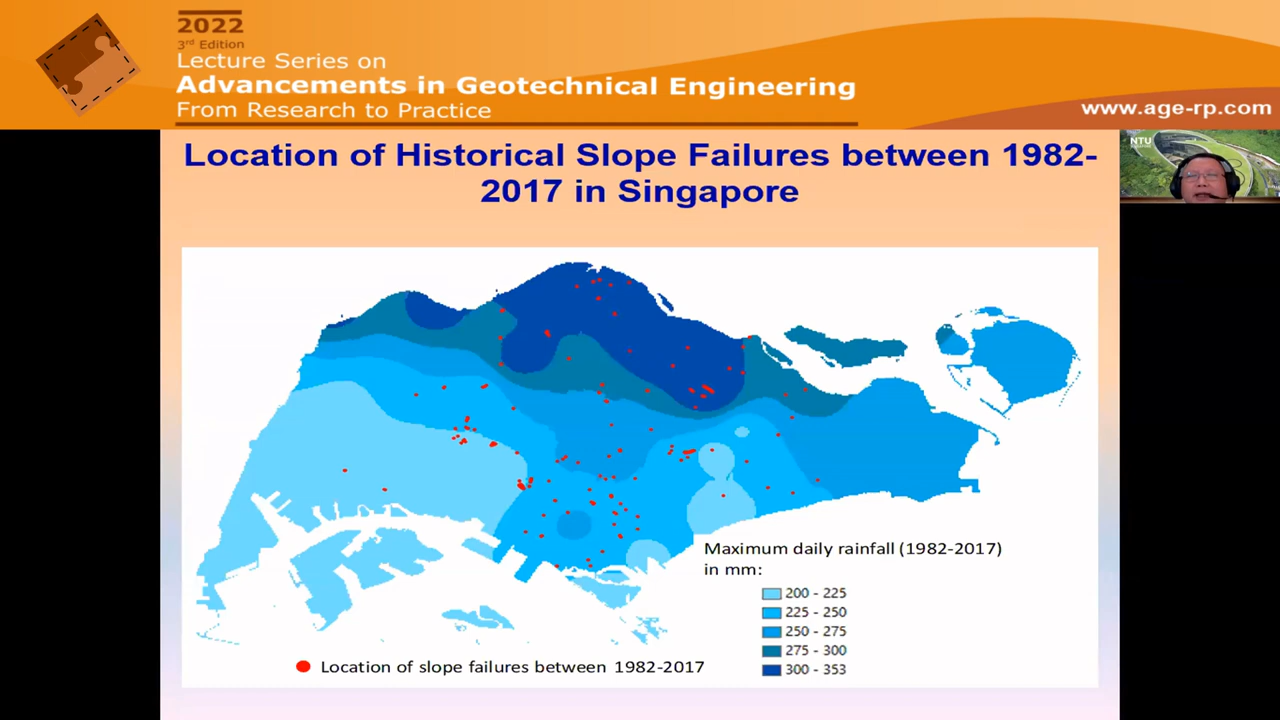 2022
3rd Edition
Lecture Series on
Advancements in Geotechnical Engineering
From Research to Practice
www.age-rp.com
Location of Historical Slope Failures between 1982-
2017 in Singapore
NTU
Maximum daily rainfall (1982-2017)
in mm:
200 - 225
225 - 250
250 - 275
275 - 300
300 - 353
Location of slope failures between 1982-2017